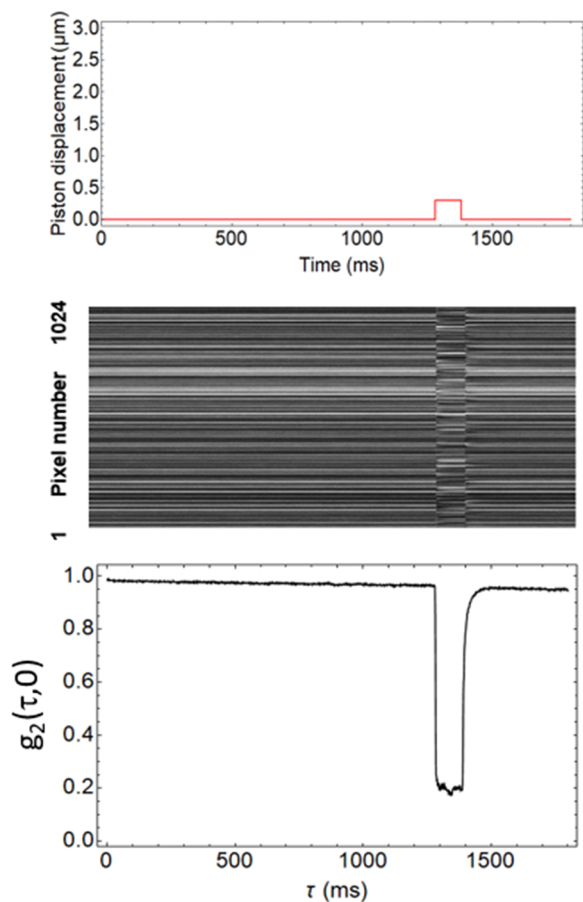 Piston displacement (μm)
3.0
2.5
2.0
1.5
1.0
0.5
0.0
0 500 1000 1500
Time (ms)
1 Pixel number 1024
g₂(τ,0)
1.0
0.8
0.6
0.4
0.2
0.0
0 500 1000 1500
τ (ms)